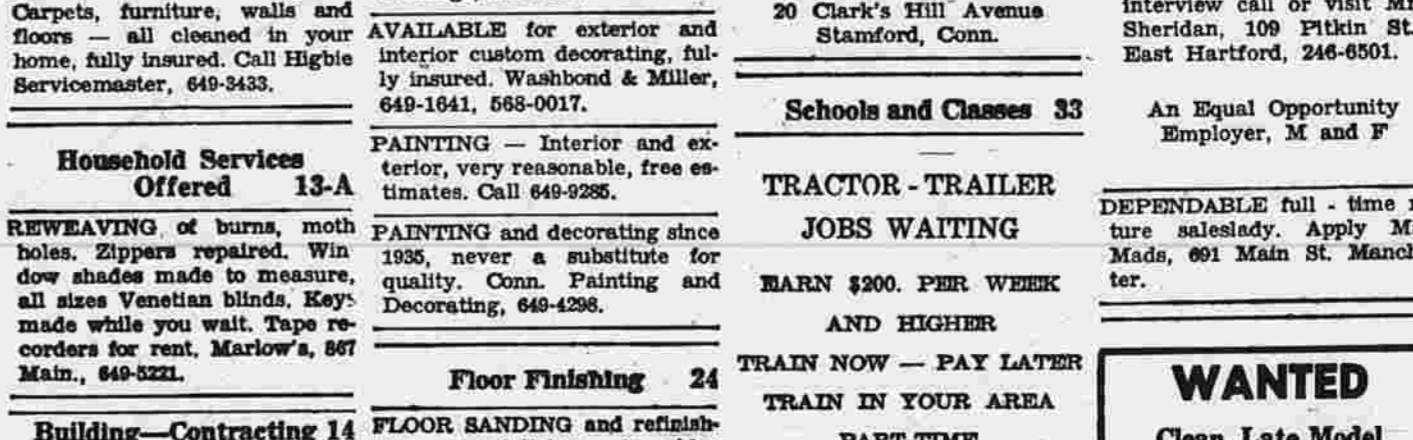 Carpets, furniture, walls and
floors — all cleaned in your
home, fully insured. Call Higbie
Servicemaster, 649-3433.
Household Services
Offered 13-A
REWEAVING of burns, moth
holes. Zippers repaired. Win
dow shades made to measure,
all sizes Venetian blinds. Keys
made while you wait. Tape re-
corders for rent. Marlow's, 867
Main., 649-5221.
Building—Contracting 14
AVAILABLE for exterior and
interior custom decorating, ful-
ly insured. Washbond & Miller,
649-1641, 568-0017.
PAINTING — Interior and ex-
terior, very reasonable, free es-
timates. Call 649-9285.
PAINTING and decorating since
1935, never a substitute for
quality. Conn. Painting and
Decorating, 649-4298.
Floor Finishing 24
FLOOR SANDING and refinish-
20 Clark's Hill Avenue
Stamford, Conn.
Schools and Classes 33
TRACTOR - TRAILER
JOBS WAITING
EARN $200. PER WEEK
AND HIGHER
TRAIN NOW — PAY LATER
TRAIN IN YOUR AREA
PART TIME
interview call or visit
Sheridan, 109 Pitkin St.
East Hartford, 246-6501.
An Equal Opportunity
Employer, M and F
DEPENDABLE full - time
ture saleslady. Apply
Mads, 691 Main St. Manch
ter.
WANTED
Clean, Late Model